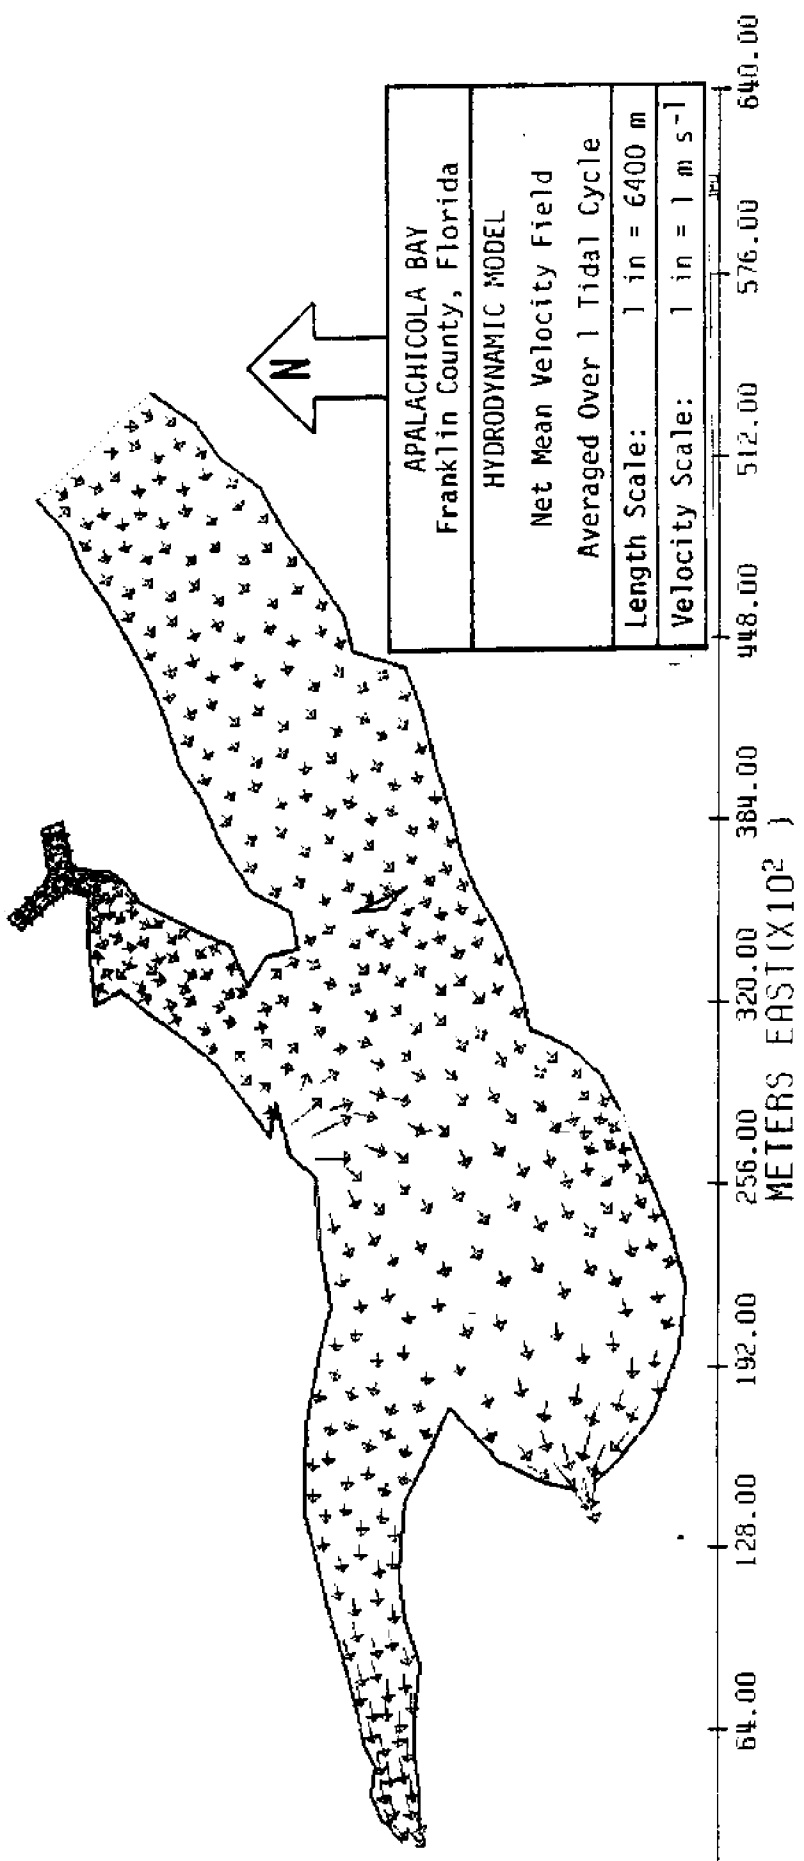 N
APALACHICOLA BAY
Franklin County, Florida
HYDRODYNAMIC MODEL
Net Mean Velocity Field
Averaged Over 1 Tidal Cycle
Length Scale: 1 in = 6400 m
Velocity Scale: 1 in = 1 m s-1
64.00 128.00 192.00 256.00 320.00 384.00 448.00 512.00 576.00 640.00
METERS EAST(X10² )